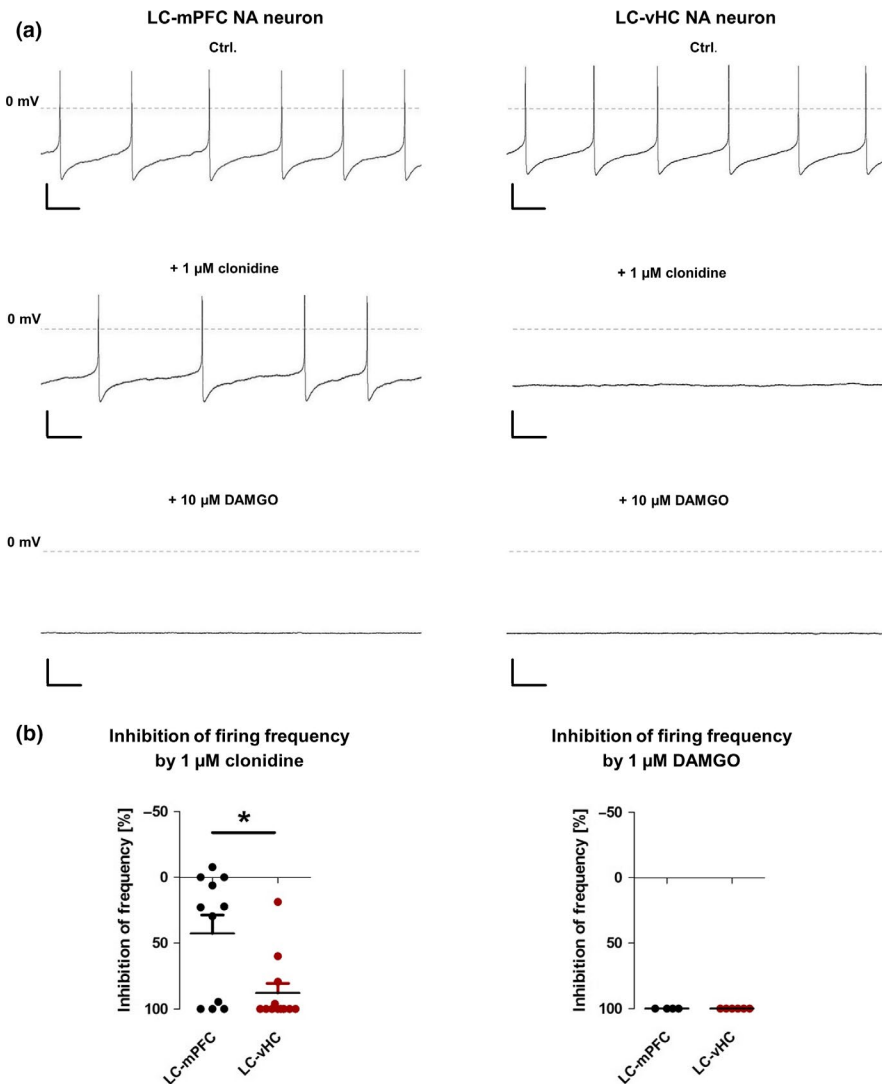 (a)
LC-mPFC NA neuron
LC-vHC NA neuron
Ctrl.
Ctrl.
0 mV
+ 1 µM clonidine
+ 1 µM clonidine
0 mV
+ 10 µM DAMGO
+ 10 µM DAMGO
0 mV
(b)
Inhibition of firing frequency
by 1 µM clonidine
Inhibition of frequency [%]
–50
0
50
100
*
LC-mPFC
LC-vHC
Inhibition of firing frequency
by 1 µM DAMGO
Inhibition of frequency [%]
–50
0
50
100
LC-mPFC
LC-vHC